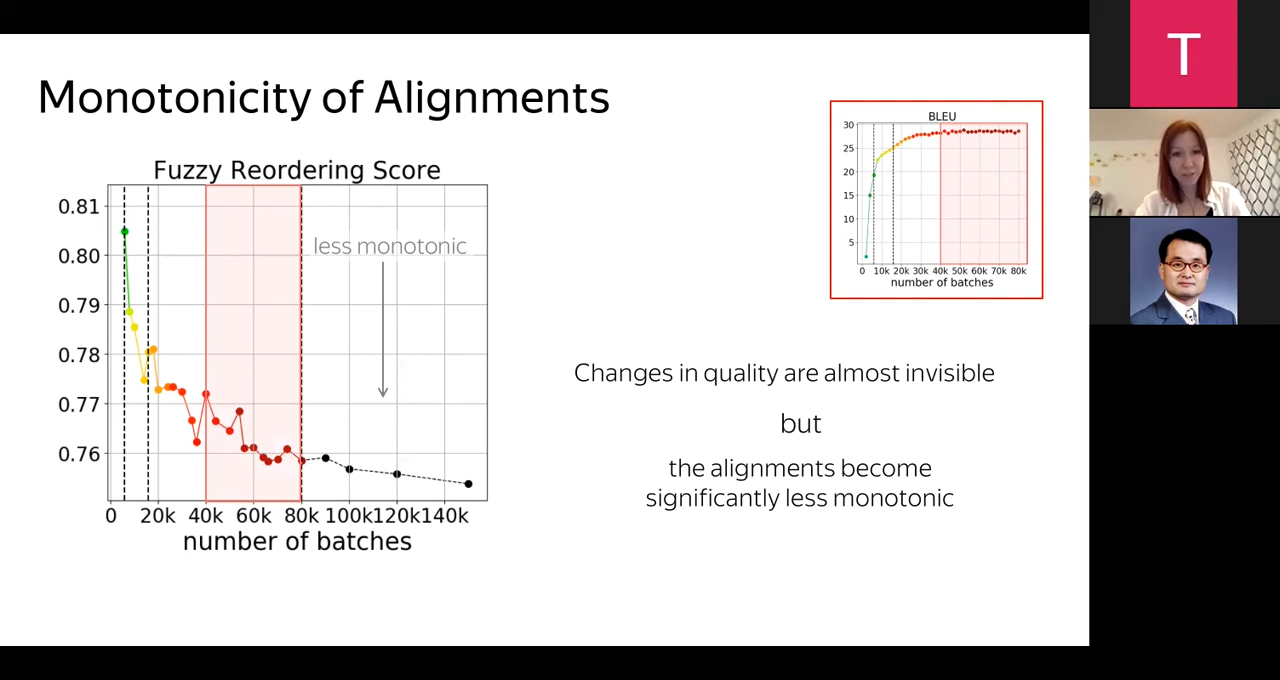 Monotonicity of Alignments
Fuzzy Reordering Score
0.81
0.80
0.79
0.78
0.77
0.76
less monotonic
0 20k 40k 60k 80k 100k 120k 140k
number of batches
BLEU
30
25
20
15
10
5
0 10k 20k 30k 40k 50k 60k 70k 80k
number of batches
Changes in quality are almost invisible
but
the alignments become
significantly less monotonic
T